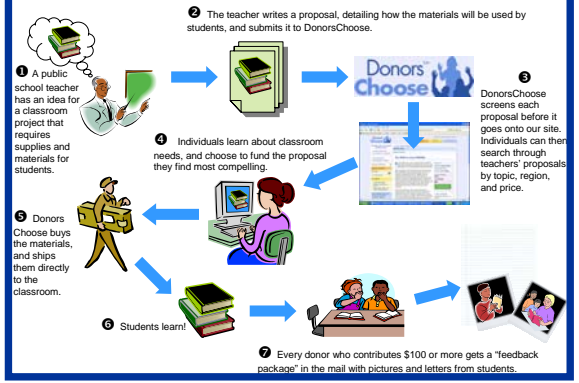 ❶ A public
school teacher
has an idea for
a classroom
project that
requires
supplies and
materials for
students.
❷ The teacher writes a proposal, detailing how the materials will be used by
students, and submits it to DonorsChoose.
Donors
Choose
❸
DonorsChoose
screens each
proposal before it
goes onto our site.
Individuals can then
search through
teachers' proposals
by topic, region,
and price.
❹ Individuals learn about classroom
needs, and choose to fund the proposal
they find most compelling.
❺ Donors
Choose buys
the materials,
and ships
them directly
to the
classroom.
❻ Students learn!
❼ Every donor who contributes $100 or more gets a “feedback
package” in the mail with pictures and letters from students.